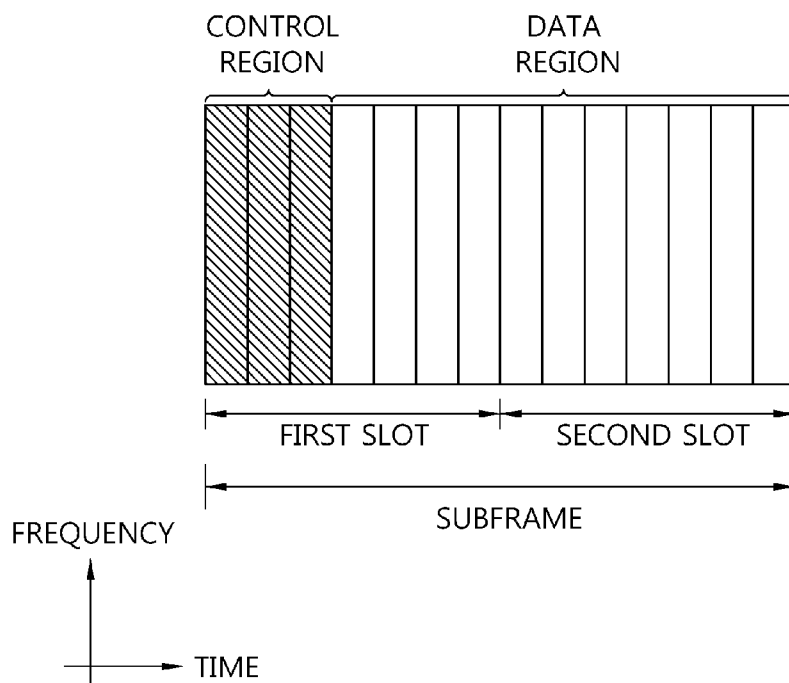 CONTROL
REGION
DATA
REGION
FIRST SLOT
SECOND SLOT
SUBFRAME
FREQUENCY
TIME